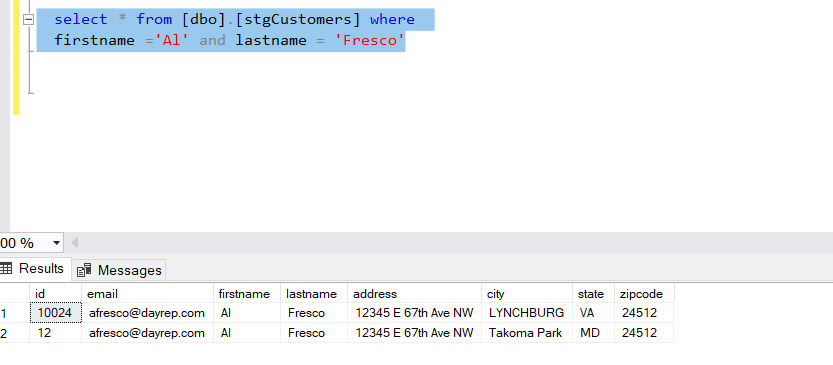 select * from [dbo].[stgCustomers] where
firstname ='Al' and lastname = 'Fresco'
00 %
Results Messages
id email firstname lastname address city state zipcode
1 10024 afresco@dayrep.com Al Fresco 12345 E 67th Ave NW LYNCHBURG VA 24512
2 12 afresco@dayrep.com Al Fresco 12345 E 67th Ave NW Takoma Park MD 24512